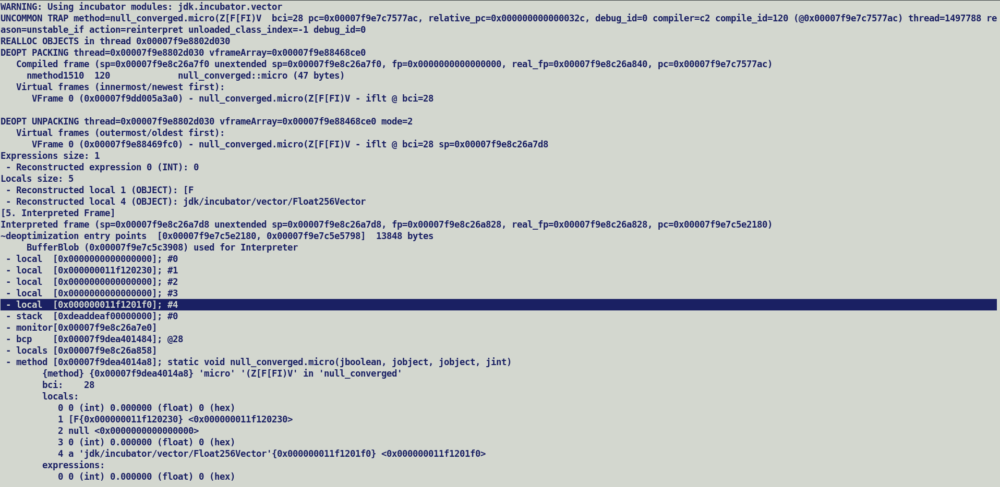 WARNING: Using incubator modules: jdk.incubator.vector
UNCOMMON TRAP method=null_converged.micro(Z[F[FI)V  bci=28 pc=0x00007f9e7c7577ac, relative_pc=0x000000000000032c, debug_id=0 compiler=c2 compile_id=120 (@0x00007f9e7c7577ac) thread=1497788 re
ason=unstable_if action=reinterpret unloaded_class_index=-1 debug_id=0
REALLOC OBJECTS in thread 0x00007f9e8802d030
DEOPT PACKING thread=0x00007f9e8802d030 vframeArray=0x00007f9e88468ce0
   Compiled frame (sp=0x00007f9e8c26a7f0 unextended sp=0x00007f9e8c26a7f0, fp=0x0000000000000000, real_fp=0x00007f9e8c26a840, pc=0x00007f9e7c7577ac)
     nmethod1510  120             null_converged::micro (47 bytes)
   Virtual frames (innermost/newest first):
      VFrame 0 (0x00007f9dd005a3a0) - null_converged.micro(Z[F[FI)V - iflt @ bci=28
DEOPT UNPACKING thread=0x00007f9e8802d030 vframeArray=0x00007f9e88468ce0 mode=2
   Virtual frames (outermost/oldest first):
      VFrame 0 (0x00007f9e88469fc0) - null_converged.micro(Z[F[FI)V - iflt @ bci=28 sp=0x00007f9e8c26a7d8
Expressions size: 1
 - Reconstructed expression 0 (INT): 0
Locals size: 5
 - Reconstructed local 1 (OBJECT): [F
 - Reconstructed local 4 (OBJECT): jdk/incubator/vector/Float256Vector
[5. Interpreted Frame]
Interpreted frame (sp=0x00007f9e8c26a7d8 unextended sp=0x00007f9e8c26a7d8, fp=0x00007f9e8c26a828, real_fp=0x00007f9e8c26a828, pc=0x00007f9e7c5e2180)
~deoptimization entry points  [0x00007f9e7c5e2180, 0x00007f9e7c5e5798]  13848 bytes
     BufferBlob (0x00007f9e7c5c3908) used for Interpreter
 - local  [0x0000000000000000]; #0
 - local  [0x000000011f120230]; #1
 - local  [0x0000000000000000]; #2
 - local  [0x0000000000000000]; #3
 - local  [0x000000011f1201f0]; #4
 - stack  [0xdeaddeaf00000000]; #0
 - monitor[0x00007f9e8c26a7e0]
 - bcp    [0x00007f9dea401484]; @28
 - locals [0x00007f9e8c26a858]
 - method [0x00007f9dea4014a8]; static void null_converged.micro(jboolean, jobject, jobject, jint)
        {method} {0x00007f9dea4014a8} 'micro' '(Z[F[FI)V' in 'null_converged'
        bci:    28
        locals:
           0 0 (int) 0.000000 (float) 0 (hex)
           1 [F{0x000000011f120230} <0x000000011f120230>
           2 null <0x0000000000000000>
           3 0 (int) 0.000000 (float) 0 (hex)
           4 a 'jdk/incubator/vector/Float256Vector'{0x000000011f1201f0} <0x000000011f1201f0>
        expressions:
           0 0 (int) 0.000000 (float) 0 (hex)